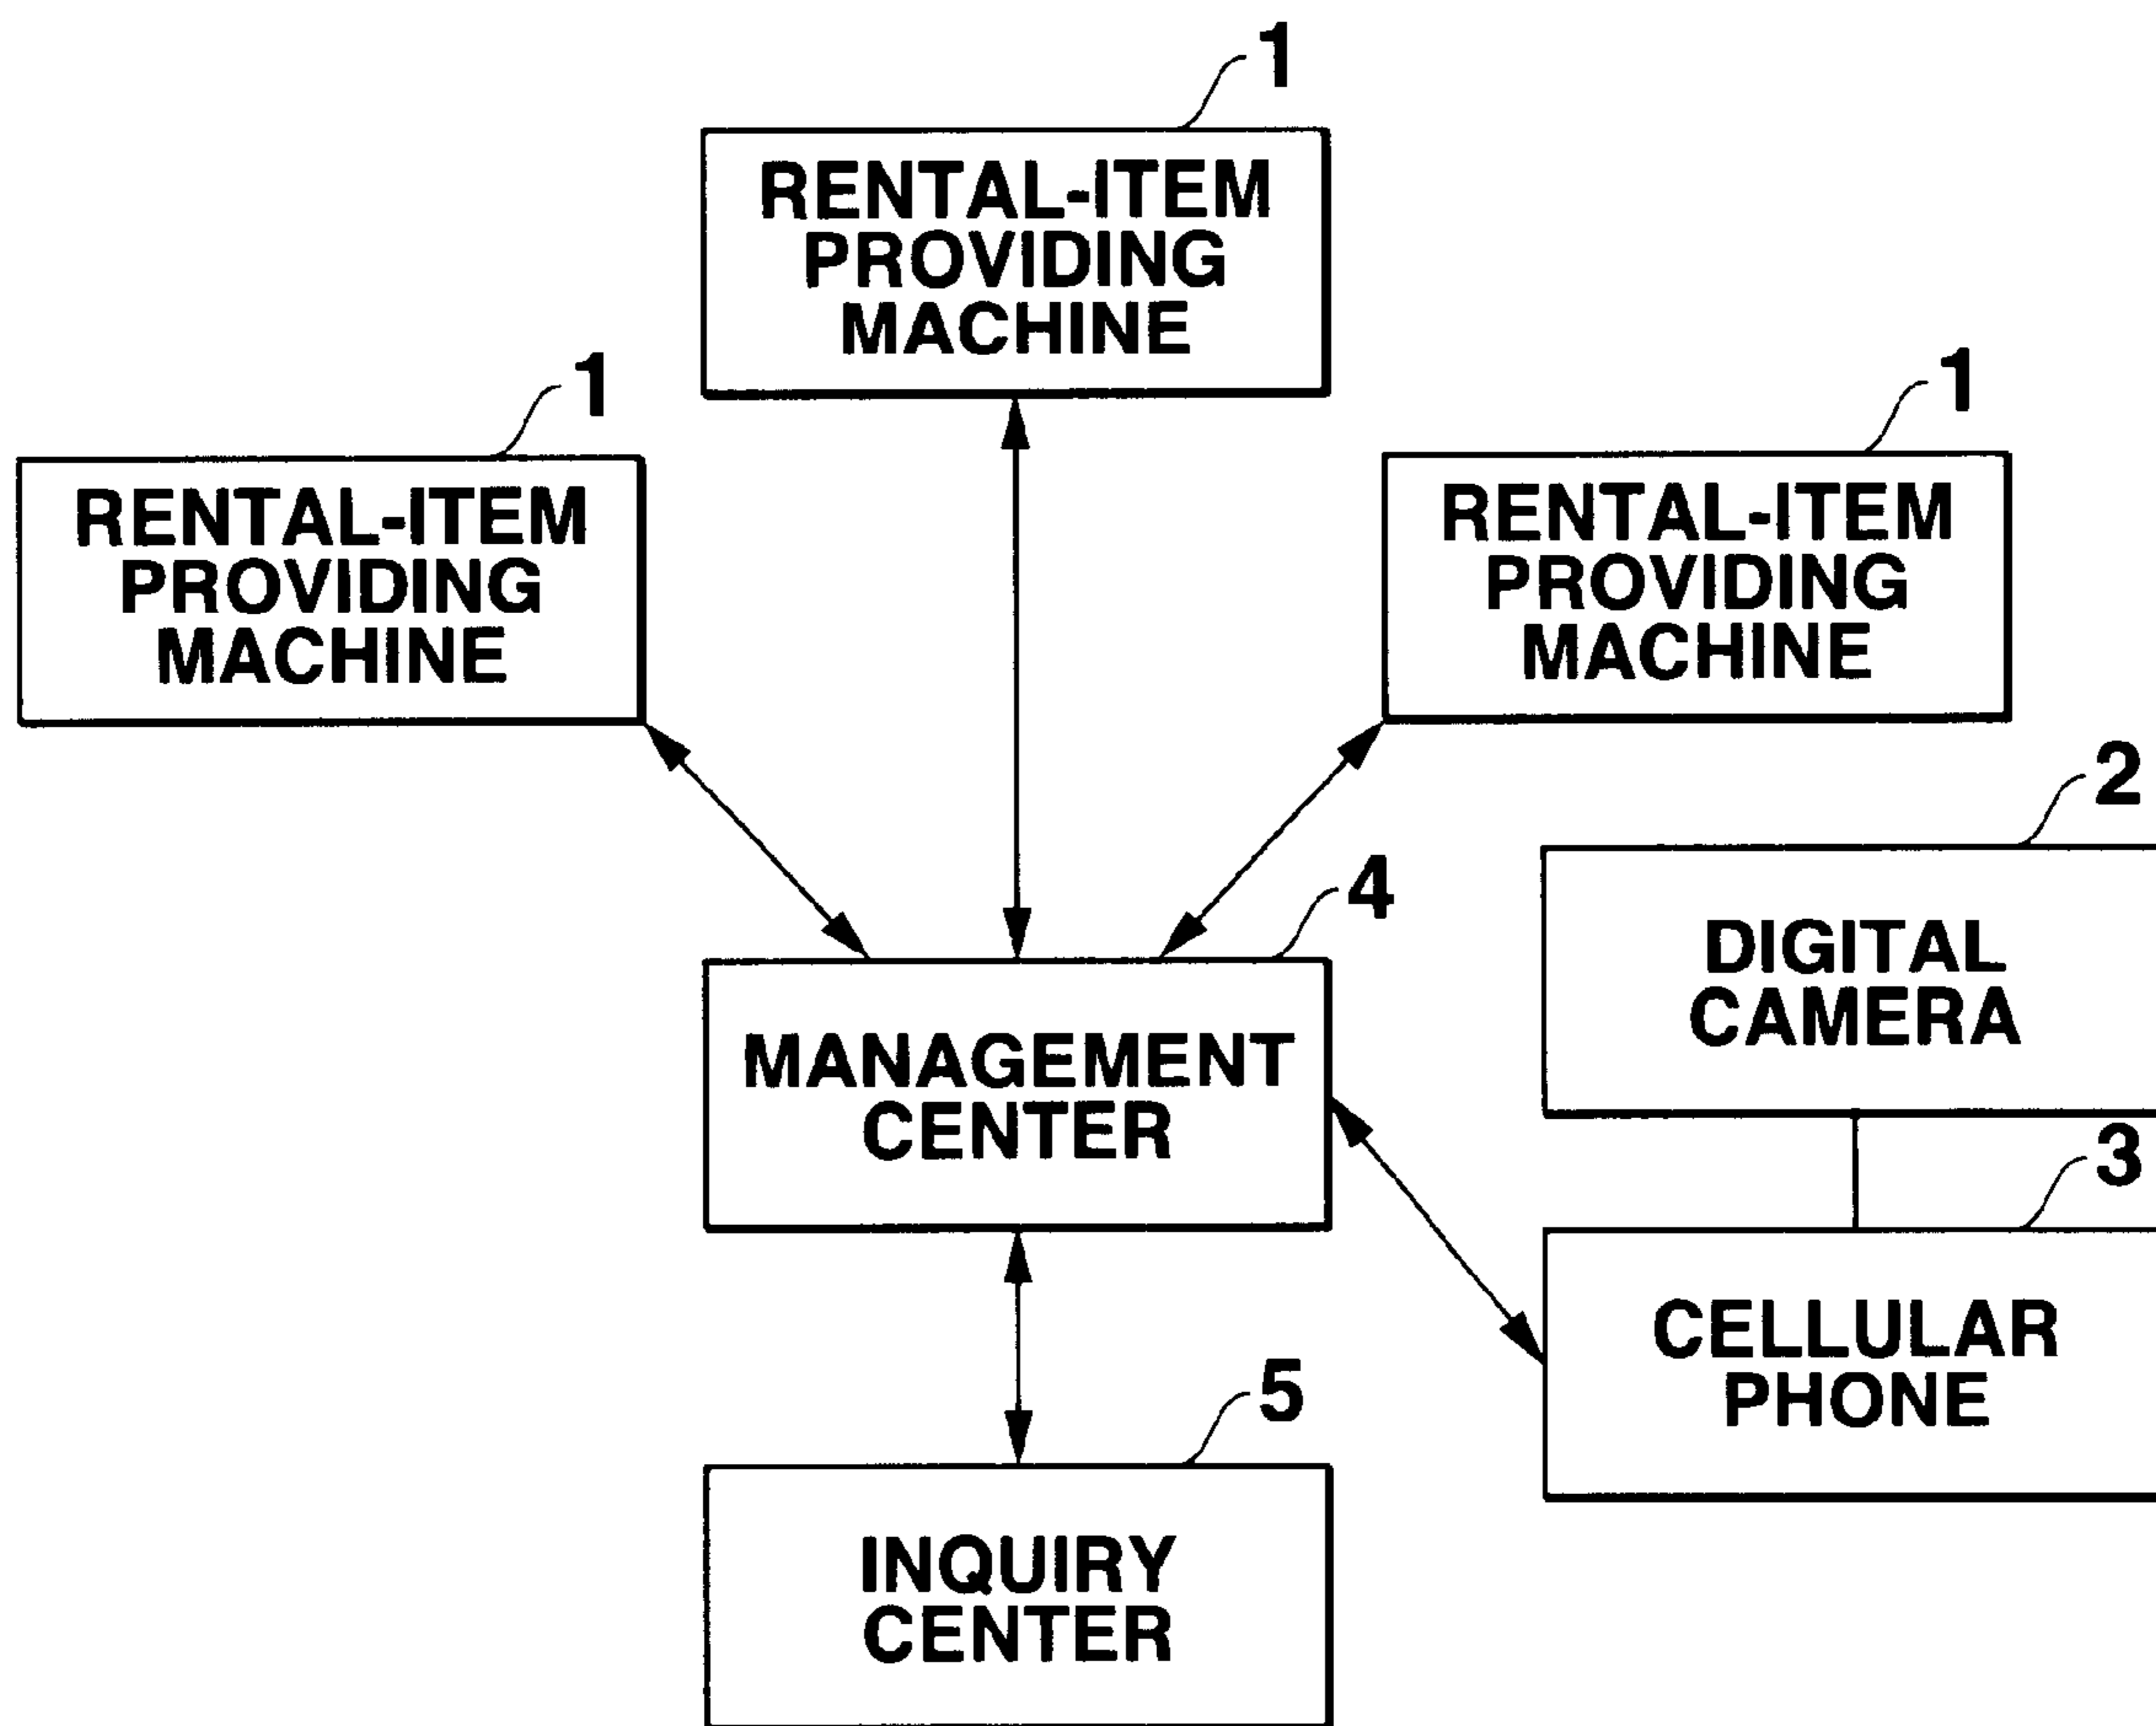 1
RENTAL-ITEM
PROVIDING
MACHINE
1
RENTAL-ITEM
PROVIDING
MACHINE
1
RENTAL-ITEM
PROVIDING
MACHINE
2
DIGITAL
CAMERA
4
MANAGEMENT
CENTER
3
CELLULAR
PHONE
5
INQUIRY
CENTER